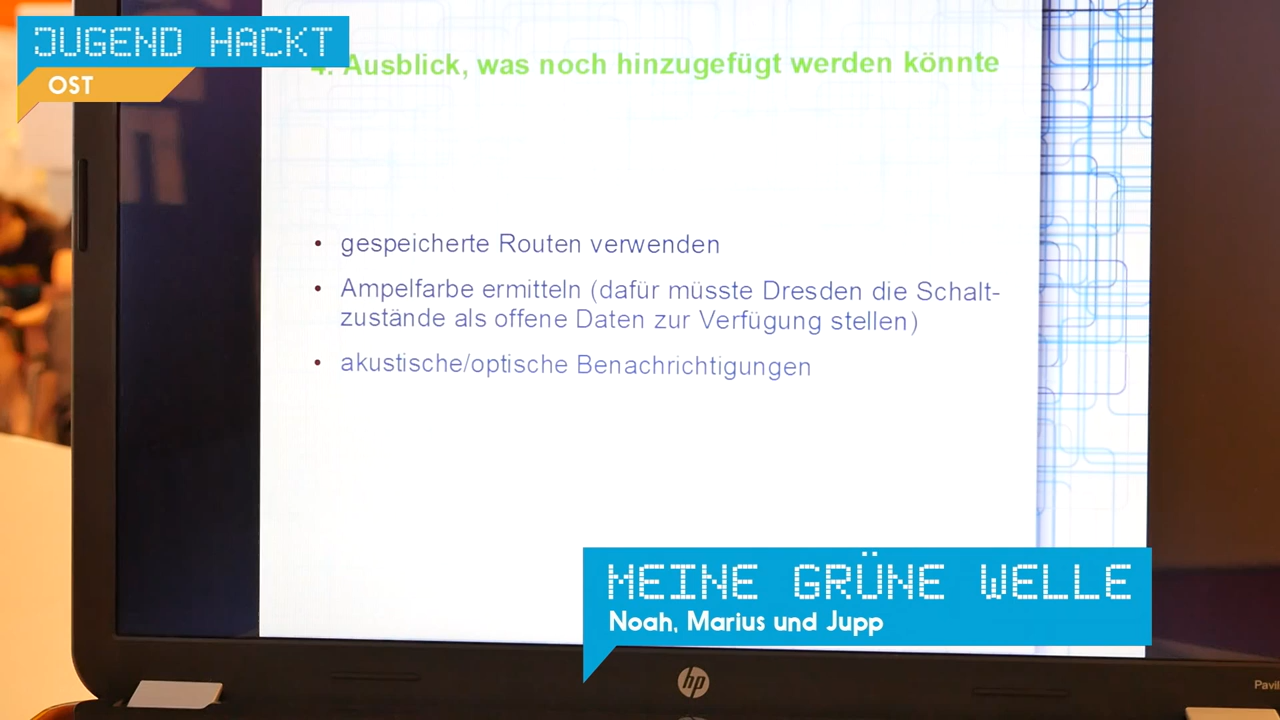 JUGEND HACKT
OST
4. Ausblick, was noch hinzugefügt werden könnte
• gespeicherte Routen verwenden
• Ampelfarbe ermitteln (dafür müsste Dresden die Schalt-
zustände als offene Daten zur Verfügung stellen)
• akustische/optische Benachrichtigungen
MEINE GRÜNE WELLE
Noah, Marius und Jupp
hp